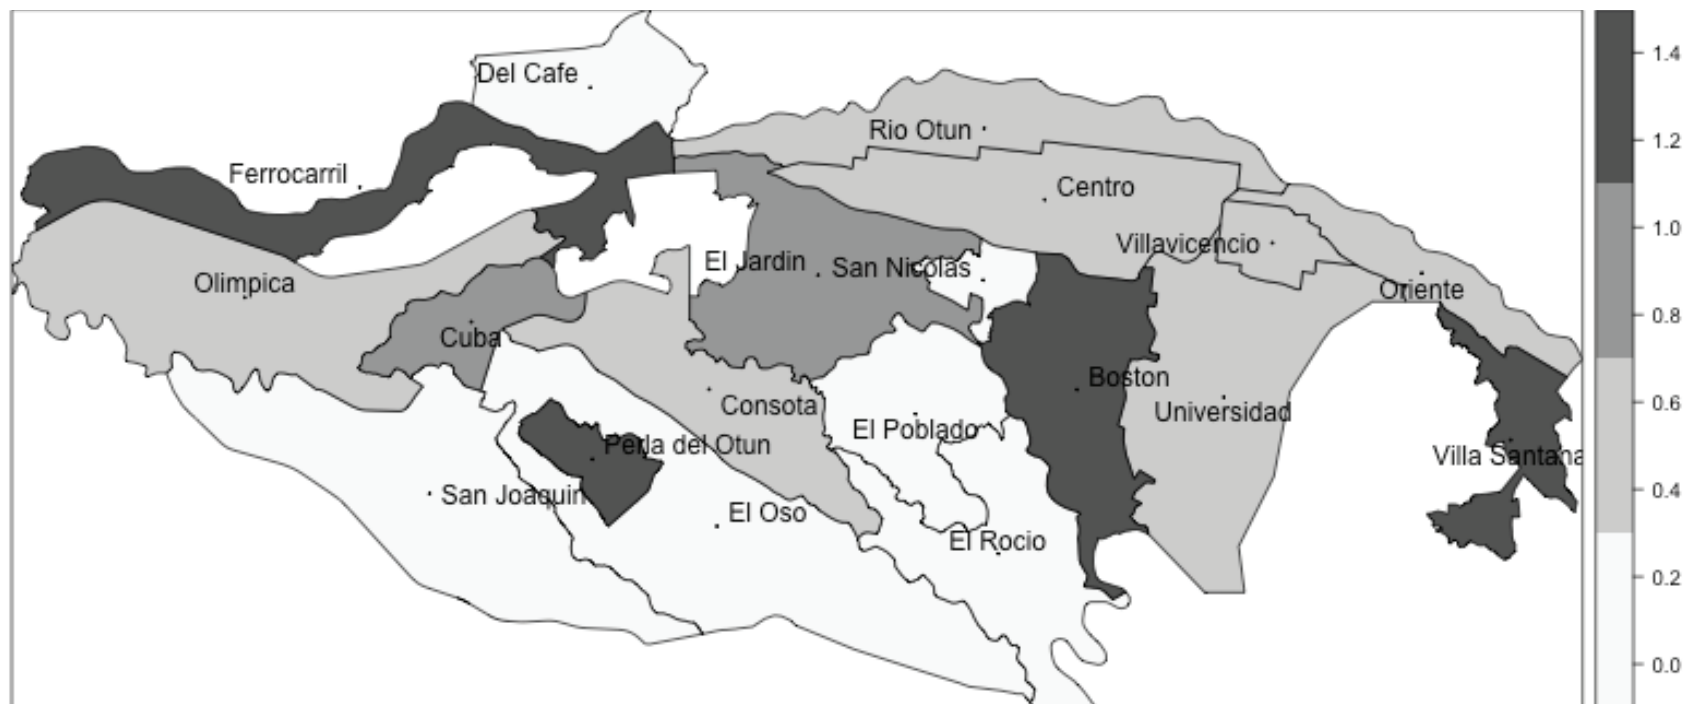 Del Cafe
1.4
Rio Otun
1.2
Ferrocarril
Centro
1.0
Villavicencio
El Jardin
San Nicolas
Olimpica
Oriente
0.8
Cuba
Boston
Consota
Universidad
0.6
El Poblado
Perla del Otun
Villa Santana
San Joaquin
0.4
El Oso
El Rocio
0.2
0.0